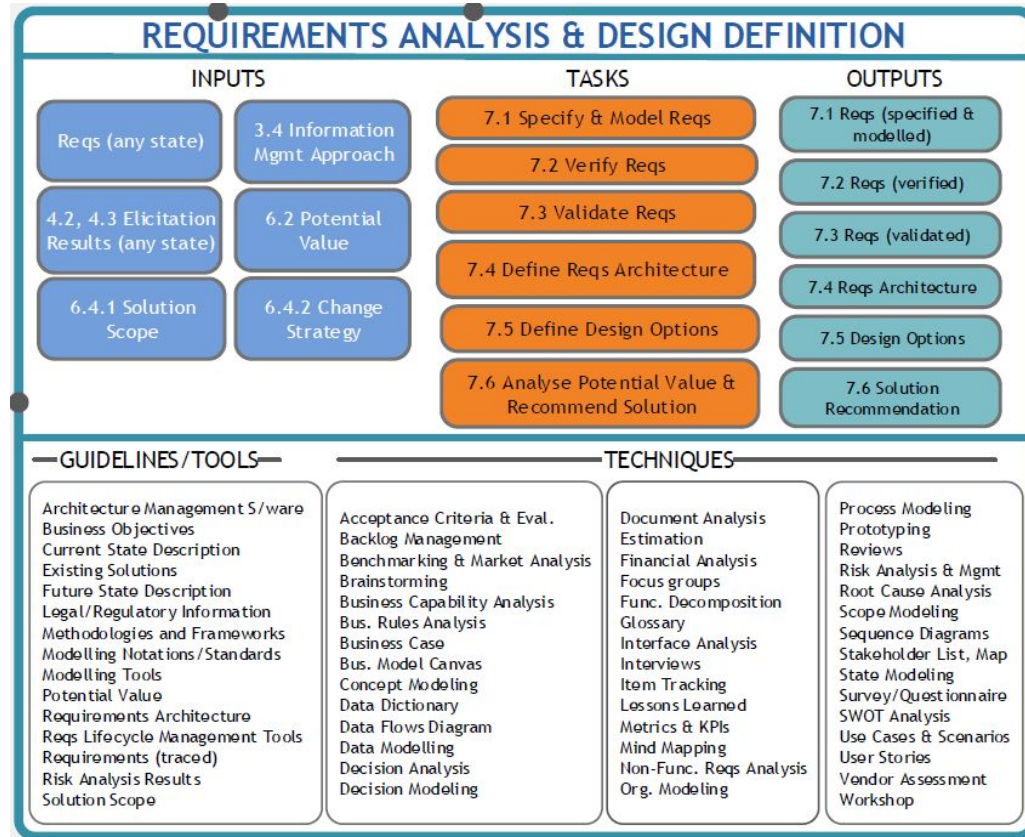 REQUIREMENTS ANALYSIS & DESIGN DEFINITION
INPUTS
Reqs (any state)
3.4 Information
Mgmt Approach
4.2, 4.3 Elicitation
Results (any state)
6.2 Potential
Value
6.4.1 Solution
Scope
6.4.2 Change
Strategy
TASKS
7.1 Specify & Model Reqs
7.2 Verify Reqs
7.3 Validate Reqs
7.4 Define Reqs Architecture
7.5 Define Design Options
7.6 Analyse Potential Value &
Recommend Solution
OUTPUTS
7.1 Reqs (specified &
modelled)
7.2 Reqs (verified)
7.3 Reqs (validated)
7.4 Reqs Architecture
7.5 Design Options
7.6 Solution
Recommendation
GUIDELINES/TOOLS
Architecture Management S/ware
Business Objectives
Current State Description
Existing Solutions
Future State Description
Legal/Regulatory Information
Methodologies and Frameworks
Modelling Notations/Standards
Modelling Tools
Potential Value
Requirements Architecture
Reqs Lifecycle Management Tools
Requirements (traced)
Risk Analysis Results
Solution Scope
TECHNIQUES
Acceptance Criteria & Eval.
Backlog Management
Benchmarking & Market Analysis
Brainstorming
Business Capability Analysis
Bus. Rules Analysis
Business Case
Bus. Model Canvas
Concept Modeling
Data Dictionary
Data Flows Diagram
Data Modelling
Decision Analysis
Decision Modeling
Document Analysis
Estimation
Financial Analysis
Focus groups
Func. Decomposition
Glossary
Interface Analysis
Interviews
Item Tracking
Lessons Learned
Metrics & KPIs
Mind Mapping
Non-Func. Reqs Analysis
Org. Modeling
Process Modeling
Prototyping
Reviews
Risk Analysis & Mgmt
Root Cause Analysis
Scope Modeling
Sequence Diagrams
Stakeholder List, Map
State Modeling
Survey/Questionnaire
SWOT Analysis
Use Cases & Scenarios
User Stories
Vendor Assessment
Workshop